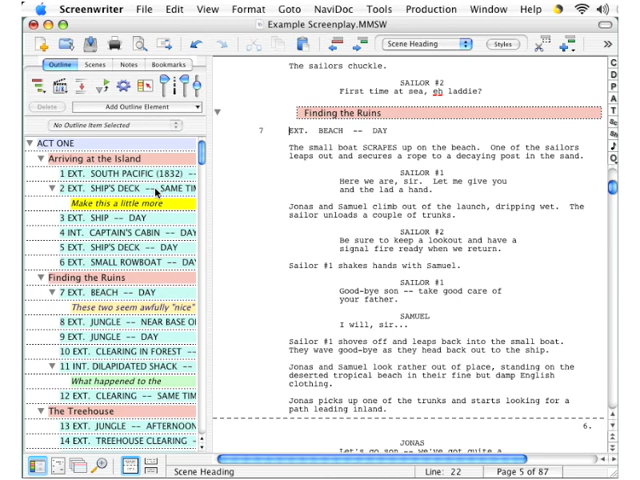 Screenwriter File Edit View Format Goto NaviDoc Tools Production Window Help
Example Screenplay.MMSW
Scene Heading
Styles
Outline Scenes Notes Bookmarks
Delete Add Outline Element
No Outline Item Selected
ACT ONE
Arriving at the Island
1 EXT. SOUTH PACIFIC (1832) --
2 EXT. SHIP'S DECK -- SAME TIM
Make this a little more
3 EXT. SHIP -- DAY
4 INT. CAPTAIN'S CABIN -- DAY
5 EXT. SHIP'S DECK -- DAY
6 EXT. SMALL ROWBOAT -- DA
Finding the Ruins
7 EXT. BEACH -- DAY
These two seem awfully "nice"
8 EXT. JUNGLE -- NEAR BASE O
9 EXT. JUNGLE -- DAY
10 EXT. CLEARING IN FOREST --
11 INT. DILAPIDATED SHACK --
What happened to the
12 EXT. CLEARING -- SAME TIM
The Treehouse
13 EXT. JUNGLE -- AFTERNOON
14 EXT. TREEHOUSE CLEARING -
The sailors chuckle.
SAILOR #2
First time at sea, eh laddie?
Finding the Ruins
7 EXT. BEACH -- DAY
The small boat SCRAPES up the beach. One of the sailors
leaps out and secures a rope to a decaying post in the sand.
SAILOR #1
Here we are, sir. Let me give you
and the lad a hand.
Jonas and Samuel climb out of the launch, dripping wet. The
sailor unloads a couple of trunks.
SAILOR #2
Be sure to keep a lookout and have a
signal fire ready when we return.
Sailor #1 shakes hands with Samuel.
SAILOR #1
Good-bye son -- take good care of
your father.
SAMUEL
I will, sir...
Sailor #1 shoves off and leaps back into the small boat.
They wave good-bye as they head back out to the ship.
Jonas and Samuel look rather out of place, standing on the
deserted tropical beach in their fine but damp English
clothing.
Jonas picks up one of the trunks and starts looking for a
path leading inland.
6.
JONAS
Let's go son -- we've got quite a
C
D
P
A
T
Scene Heading Line: 22 Page 5 of 87